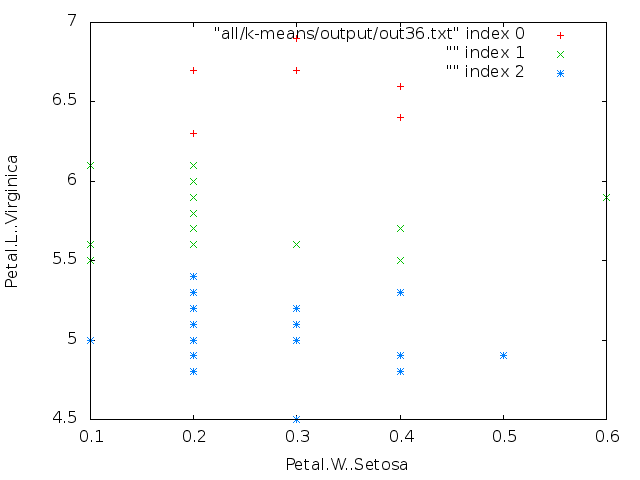 7
"all/k-means/output/out36.txt" index 0
"" index 1
"" index 2
6.5
6
5.5
5
4.5
Petal.L..Virginica
0.1 0.2 0.3 0.4 0.5 0.6
Petal.W..Setosa